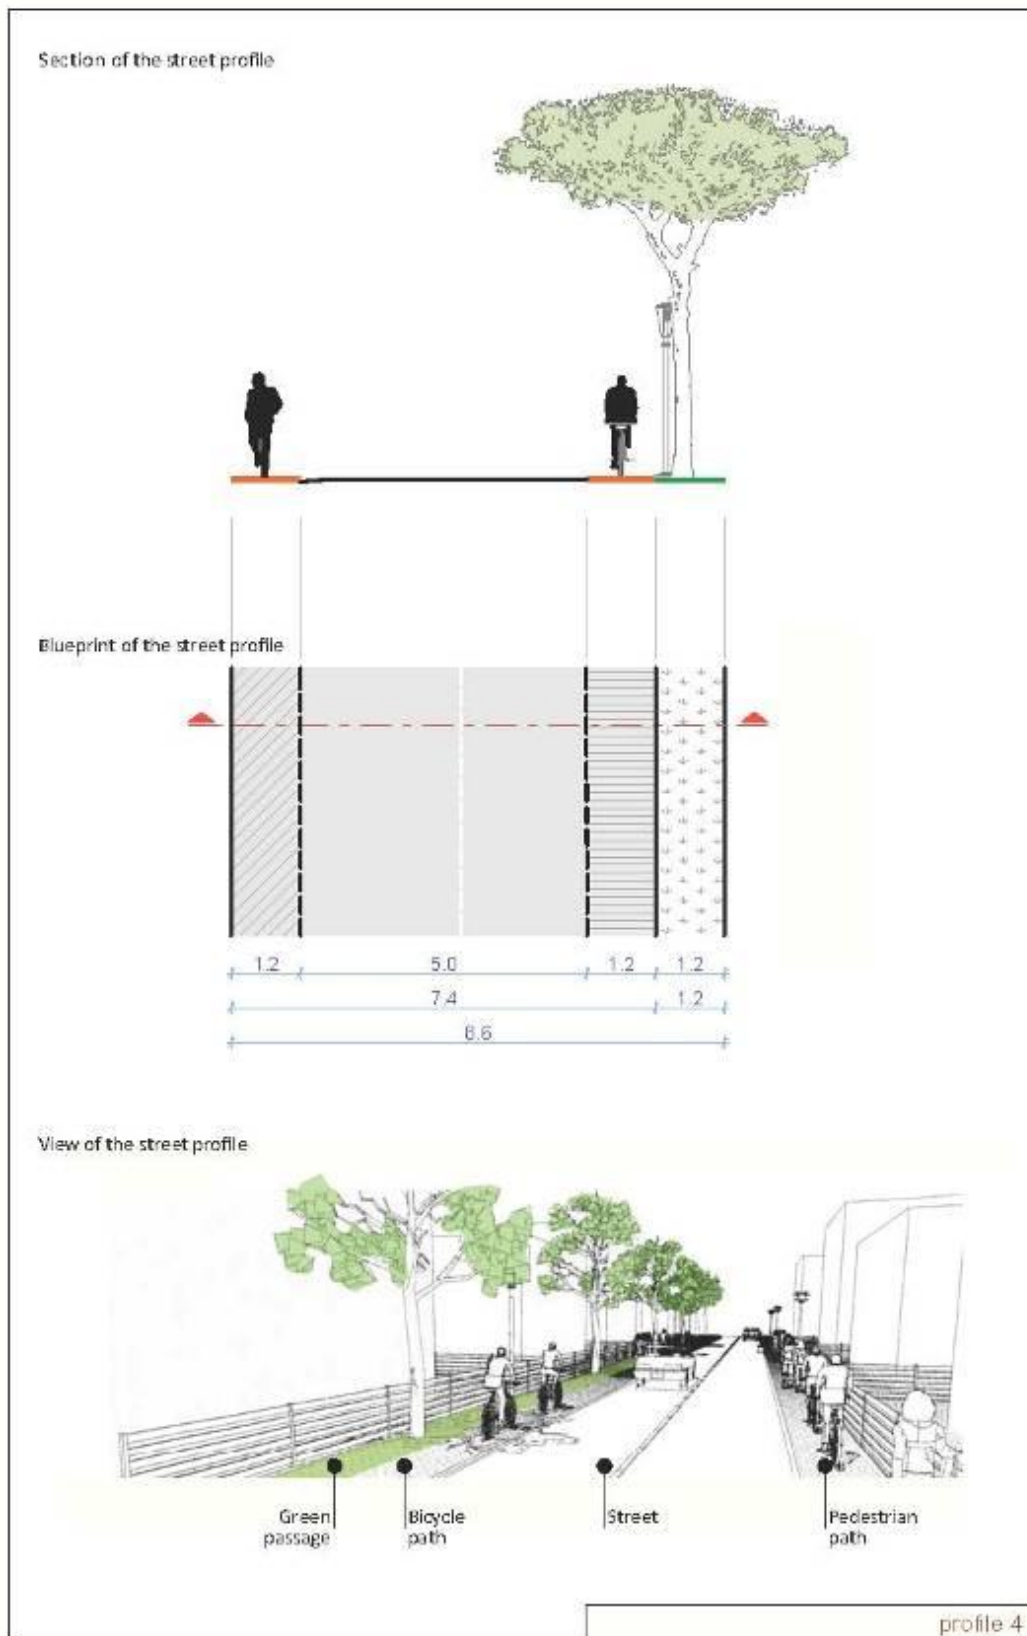 Section of the street profile
Blueprint of the street profile
1.2 5.0 1.2 1.2
7.4 1.2
8.6
View of the street profile
Green
passage
Bicycle
path
Street
Pedestrian
path
profile 4